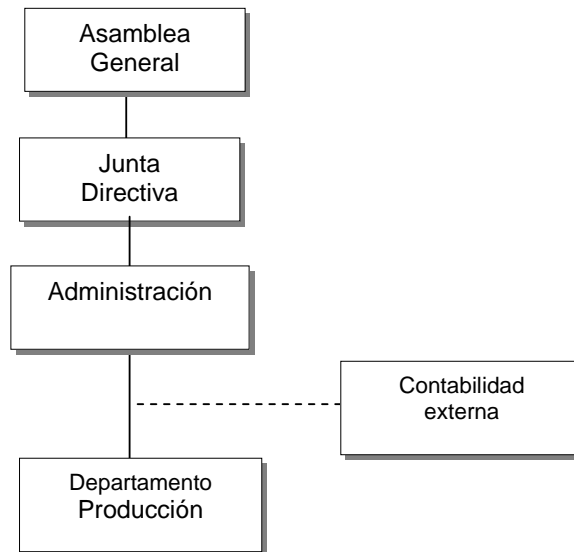 Asamblea
General
Junta
Directiva
Administración
Contabilidad
externa
Departamento
Producción